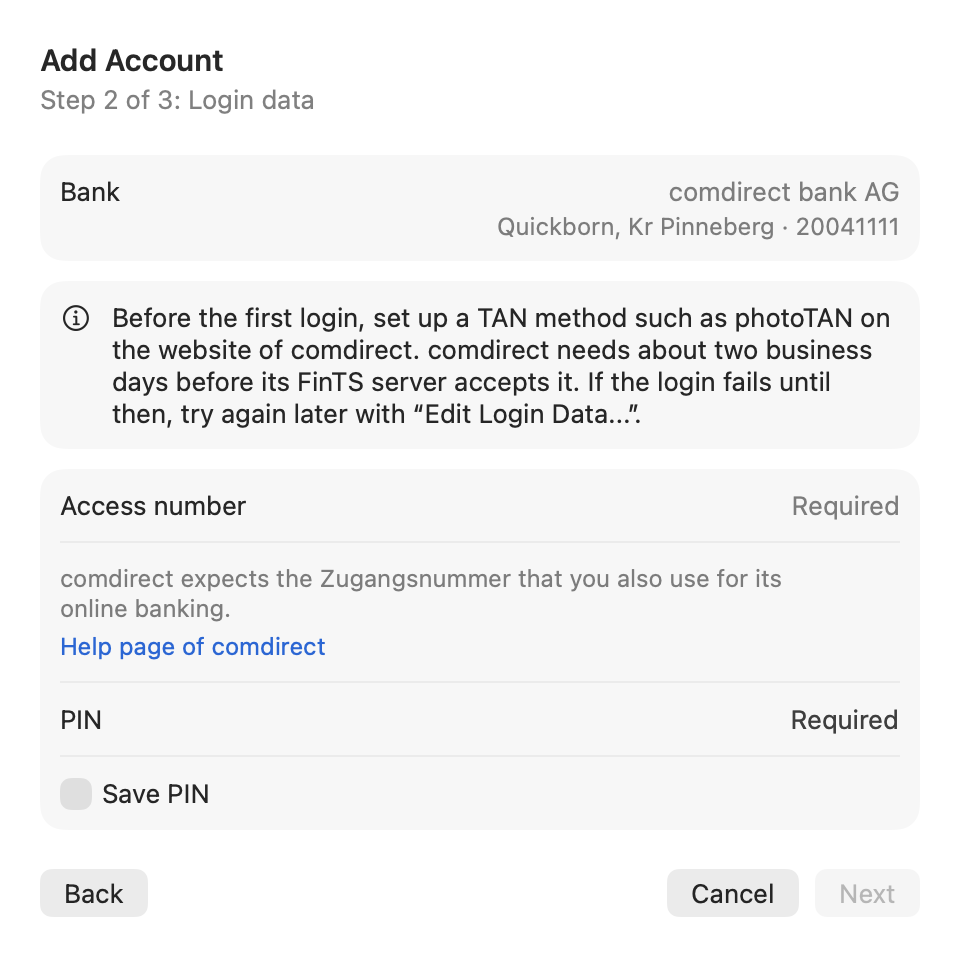 Add Account
Step 2 of 3: Login data
Bank
comdirect bank AG
Quickborn, Kr Pinneberg · 20041111
Before the first login, set up a TAN method such as photoTAN on
the website of comdirect. comdirect needs about two business
days before its FinTS server accepts it. If the login fails until
then, try again later with “Edit Login Data...”.
Access number
Required
comdirect expects the Zugangsnummer that you also use for its
online banking.
Help page of comdirect
PIN
Required
Save PIN
Back
Cancel
Next